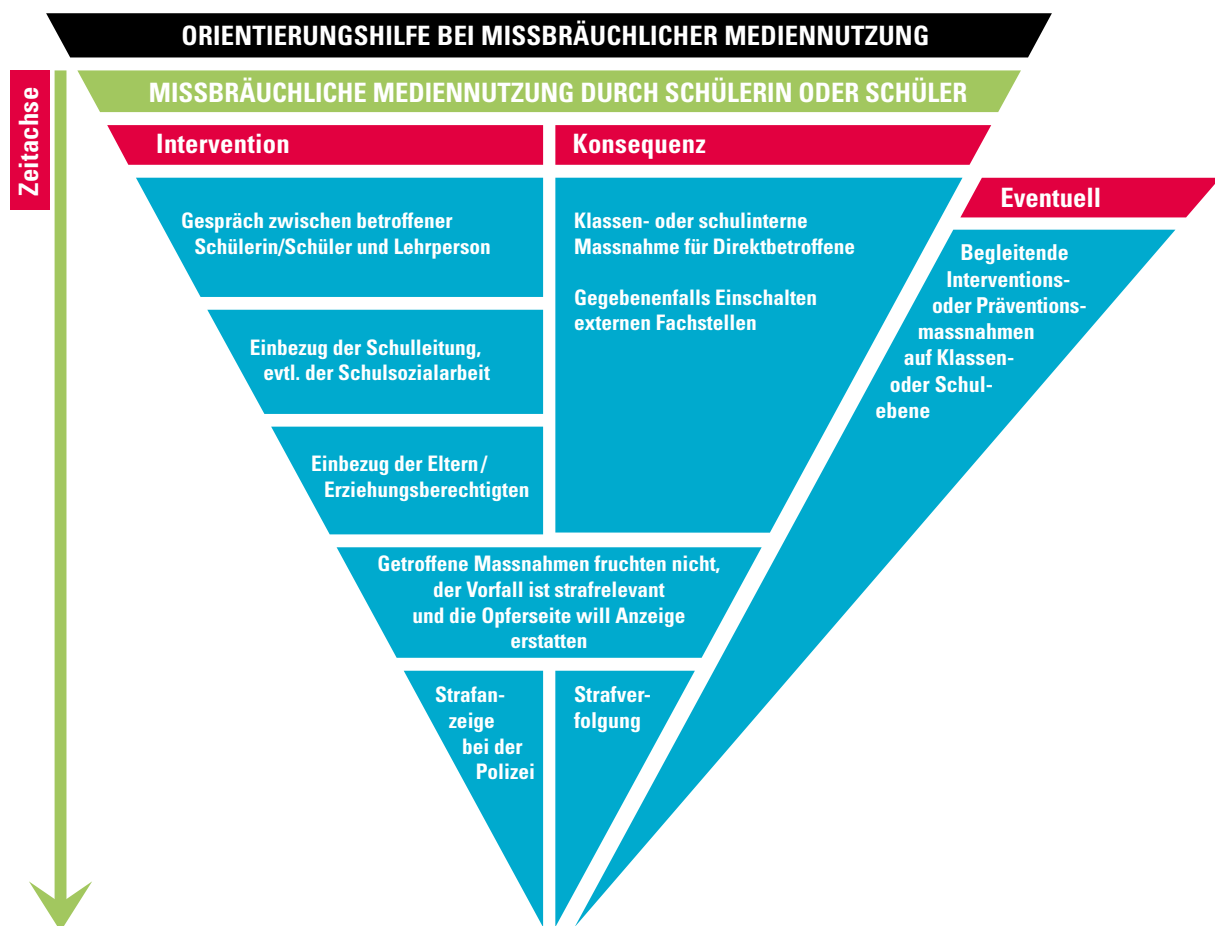 ORIENTIERUNGSHILFE BEI MISSBRÄUCHLICHER MEDIENNUTZUNG
Zeitachse
MISSBRÄUCHLICHE MEDIENNUTZUNG DURCH SCHÜLERIN ODER SCHÜLER
Intervention
Gespräch zwischen betroffener
Schülerin/Schüler und Lehrperson
Einbezug der Schulleitung,
evtl. der Schulsozialarbeit
Einbezug der Eltern/
Erziehungsberechtigten
Konsequenz
Klassen- oder schulinterne
Massnahme für Direktbetroffene
Gegebenenfalls Einschalten
externen Fachstellen
Eventuell
Begleitende
Interventions-
oder Präventions-
massnahmen
auf Klassen-
oder Schul-
ebene
Getroffene Massnahmen fruchten nicht,
der Vorfall ist strafrelevant
und die Opferseite will Anzeige
erstatten
Strafan-
zeige
bei der
Polizei
Strafver-
folgung